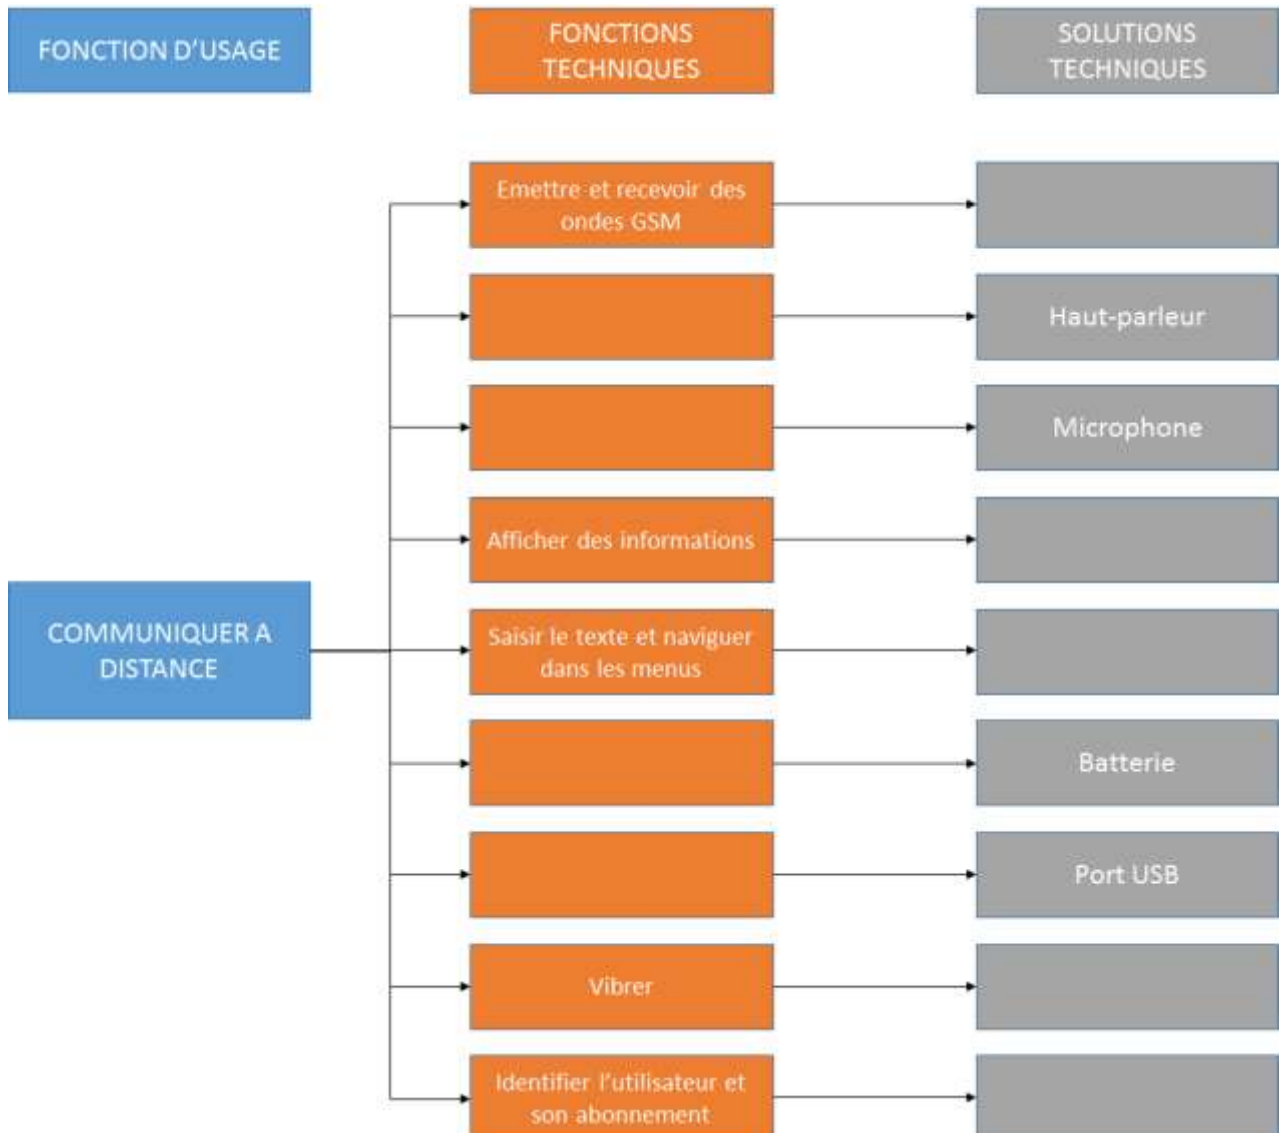 FONCTION D'USAGE
FONCTIONS
TECHNIQUES
SOLUTIONS
TECHNIQUES
Emettre et recevoir des
ondes GSM
Haut-parleur
Microphone
Afficher des informations
COMMUNIQUER A
DISTANCE
Saisir le texte et naviguer
dans les menus
Batterie
Port USB
Vibrer
Identifier l'utilisateur et
son abonnement